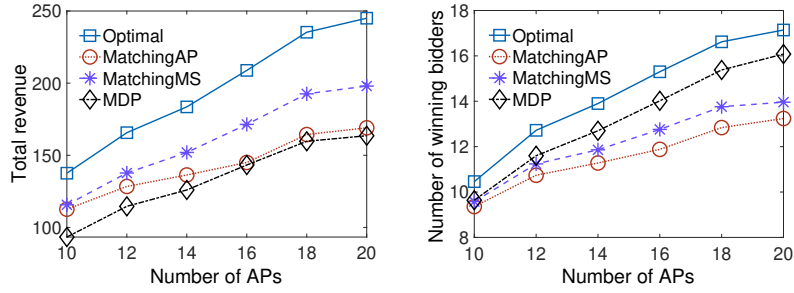 250
200
150
100
Total revenue
Optimal
MatchingAP
MatchingMS
MDP
10 12 14 16 18 20
Number of APs
18
16
14
12
10
8
Number of winning bidders
Optimal
MatchingAP
MatchingMS
MDP
10 12 14 16 18 20
Number of APs